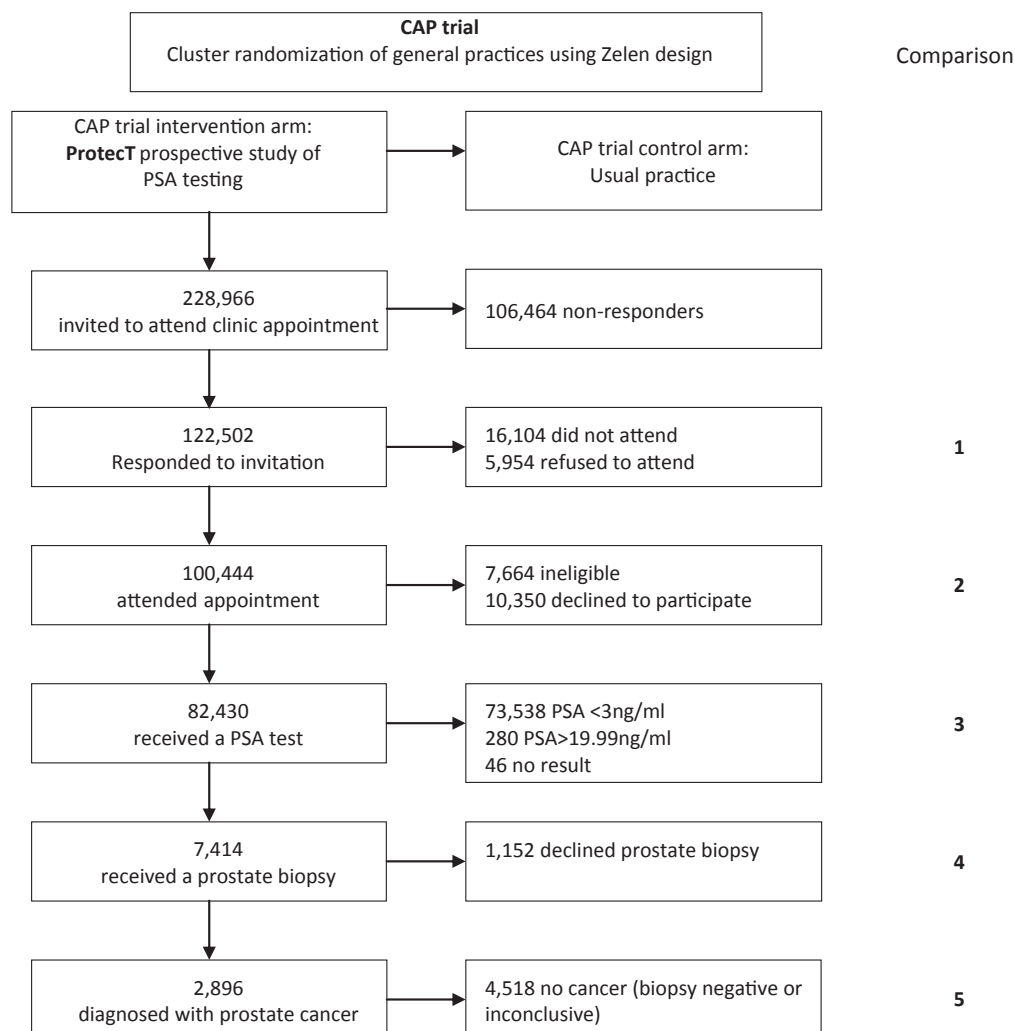 CAP trial
Cluster randomization of general practices using Zelen design
Comparison
CAP trial intervention arm:
ProtecT prospective study of
PSA testing
CAP trial control arm:
Usual practice
228,966
invited to attend clinic appointment
106,464 non-responders
122,502
Responded to invitation
16,104 did not attend
5,954 refused to attend
1
100,444
attended appointment
7,664 ineligible
10,350 declined to participate
2
82,430
received a PSA test
73,538 PSA <3ng/ml
280 PSA>19.99ng/ml
46 no result
3
7,414
received a prostate biopsy
1,152 declined prostate biopsy
4
2,896
diagnosed with prostate cancer
4,518 no cancer (biopsy negative or
inconclusive)
5